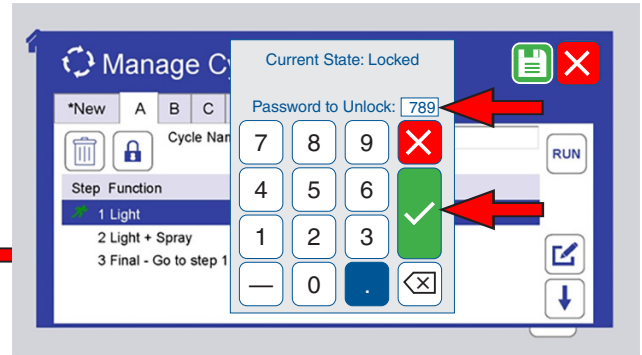 Manage Cy
Current State: Locked
Password to Unlock: 789
*New A B C
Cycle Nan
7 8 9
RUN
Step Function
4 5 6
1 Light
1 2 3
2 Light + Spray
3 Final - Go to step 1
— 0 .